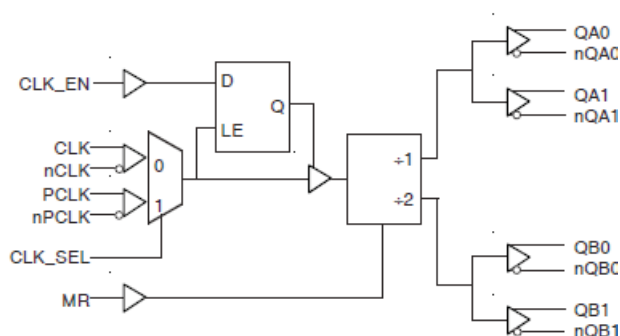 CLK_EN
D
Q
LE
CLK
nCLK
PCLK
nPCLK
0
1
CLK_SEL
MR
÷1
÷2
QA0
nQA0
QA1
nQA1
QB0
nQB0
QB1
nQB1